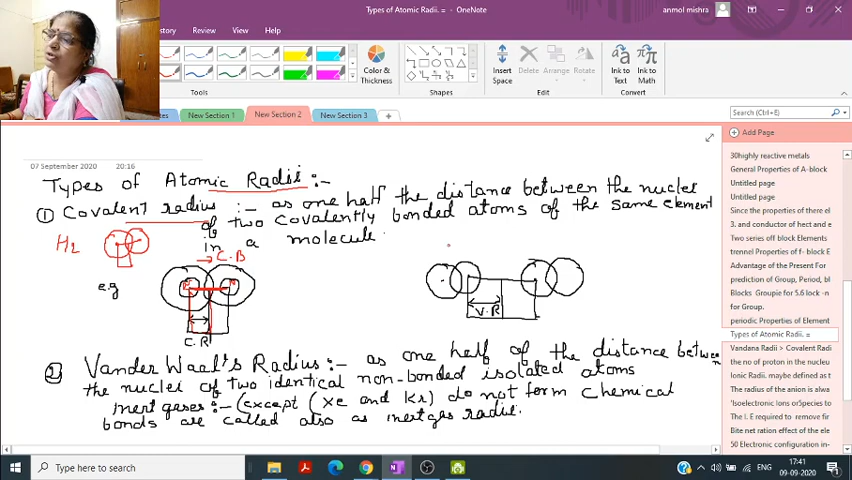 Types of Atomic Radii. = - OneNote
anmol mishra
History
Review
View
Help
Tools
Color & Thickness
Shapes
Insert Space
Delete
Arrange
Rotate
Edit
Ink to Text
Ink to Math
Convert
New Section 1
New Section 2
New Section 3
Search (Ctrl+E)
Add Page
07 September 2020 20:16
Types of Atomic Radii :-
① Covalent radius :- as one half the distance between the nuclei
of two covalently bonded atoms of the same element
in a molecule
H2
→ C.B
e.g
C.R
V.R
② Vander Waal's Radius :- as one half of the distance between
the nuclei of two identical non-bonded isolated atoms
inert geses :- (except (Xe and Kr) do not form chemical
bonds are called also as inert ges radii.
30highly reactive metals
General Properties of A-block
Untitled page
Untitled page
Since the properties of there el
3. and conductor of hect and e
Two series off block Elements
trennel Properties of f-block e
Advantage of the Present For
Discription of Groups, Period, bl
Blocks Groupie for 5.6 lock -n
for Group.
periodic Properties of Element
Types of Atomic Radii. =
Vandana Radii > Covalent Radi
the no of proton in the nucleu
Ionic Radii. maybe defined as t
The radius of the anion is alwa
'Isoelectronic Ions orSpecies to
The I. E required to remove fir
Bite net ration effect of the ele
50 Electronic configuration in-
Type here to search
ENG
17:41
09-09-2020